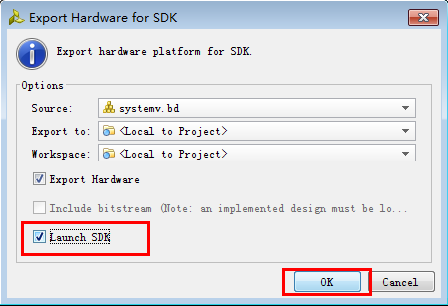 Export Hardware for SDK
Export hardware platform for SDK.
Options
Source: systemv.bd
Export to: <Local to Project>
Workspace: <Local to Project>
Export Hardware
Include bitstream (Note: an implemented design must be lo...
Launch SDK
OK Cancel